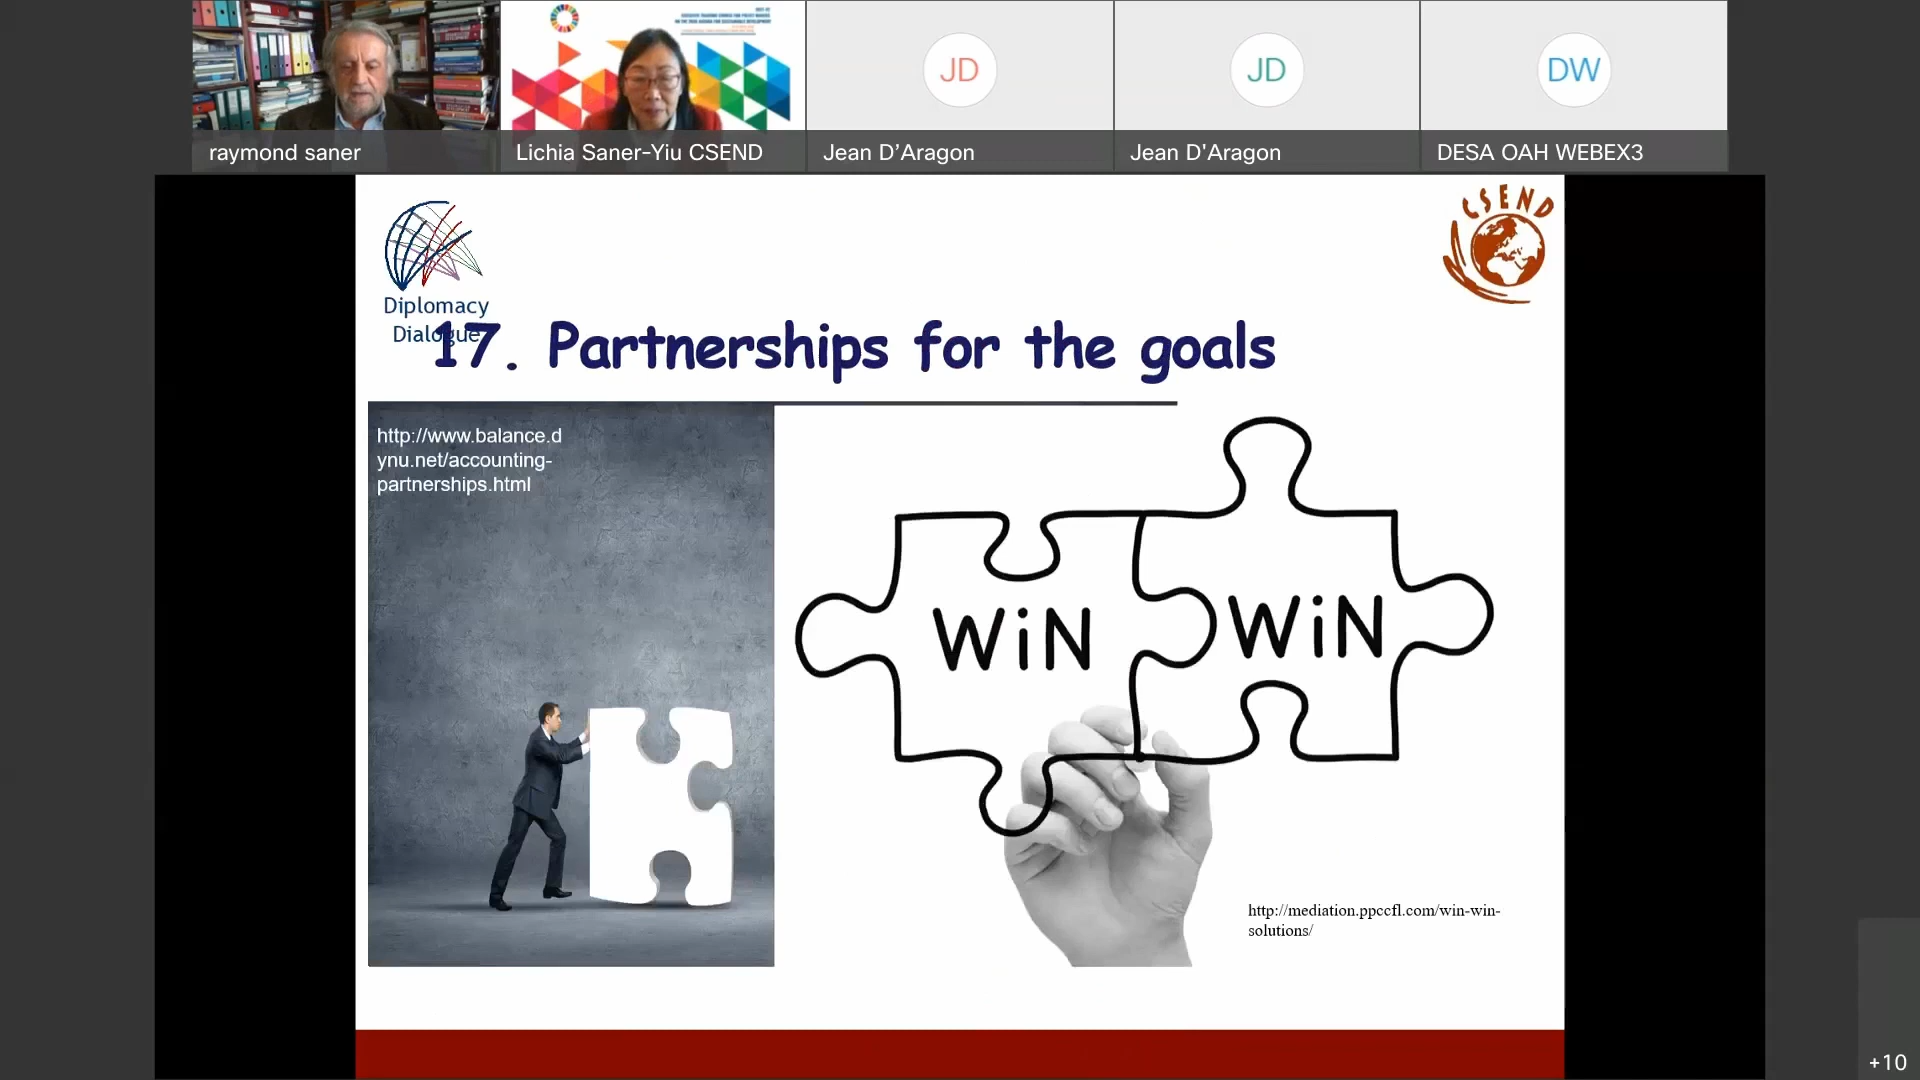 JD
JD
DW
raymond saner
Lichia Saner-Yiu CSEND
Jean D’Aragon
Jean D'Aragon
DESA OAH WEBEX3
CSEND
Diplomacy
Dialogue
17. Partnerships for the goals
http://www.balance.d
ynu.net/accounting-
partnerships.html
WiN
WiN
http://mediation.ppccfl.com/win-win-
solutions/
+10